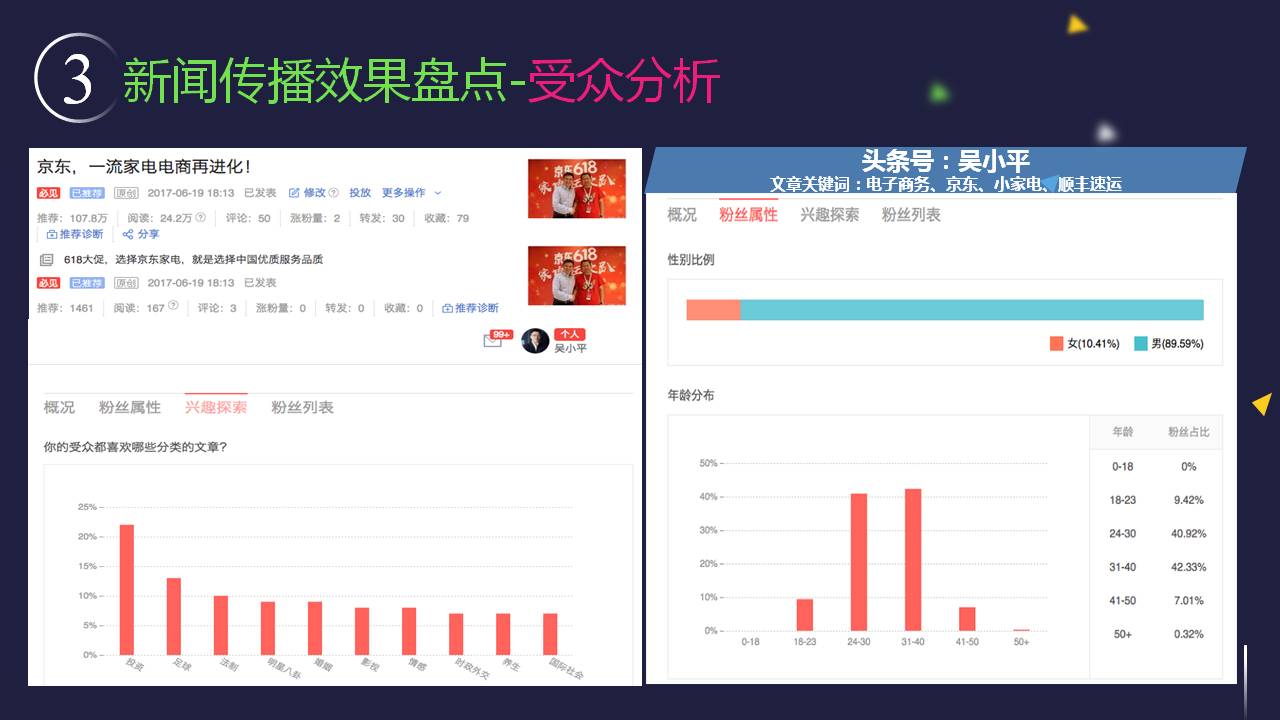 3
新闻传播效果盘点-受众分析
京东，一流家电电商再进化！
必见 已推荐 原创 2017-06-19 18:13 已发表 修改 ? 投放 更多操作
推荐：107.8万 阅读：24.2万 ? 评论：50 涨粉量：2 转发：30 收藏：79
推荐诊断 分享
618大促，选择京东家电，就是选择中国优质服务品质
必见 已推荐 原创 2017-06-19 18:13 已发表
推荐：1461 阅读：167 ? 评论：3 涨粉量：0 转发：0 收藏：0 推荐诊断
京东618
京东618
99+ 个人
吴小平
概况 粉丝属性 兴趣探索 粉丝列表
你的受众都喜欢哪些分类的文章？
25%
20%
15%
10%
5%
0%
投资 足球 法制 明星八卦 婚姻 影视 情感 时政外交 养生 国际社会
头条号：吴小平
文章关键词：电子商务、京东、小家电、顺丰速运
概况 粉丝属性 兴趣探索 粉丝列表
性别比例
女(10.41%) 男(89.59%)
年龄分布
50%
40%
30%
20%
10%
0%
0-18 18-23 24-30 31-40 41-50 50+
年龄 粉丝占比
0-18 0%
18-23 9.42%
24-30 40.92%
31-40 42.33%
41-50 7.01%
50+ 0.32%